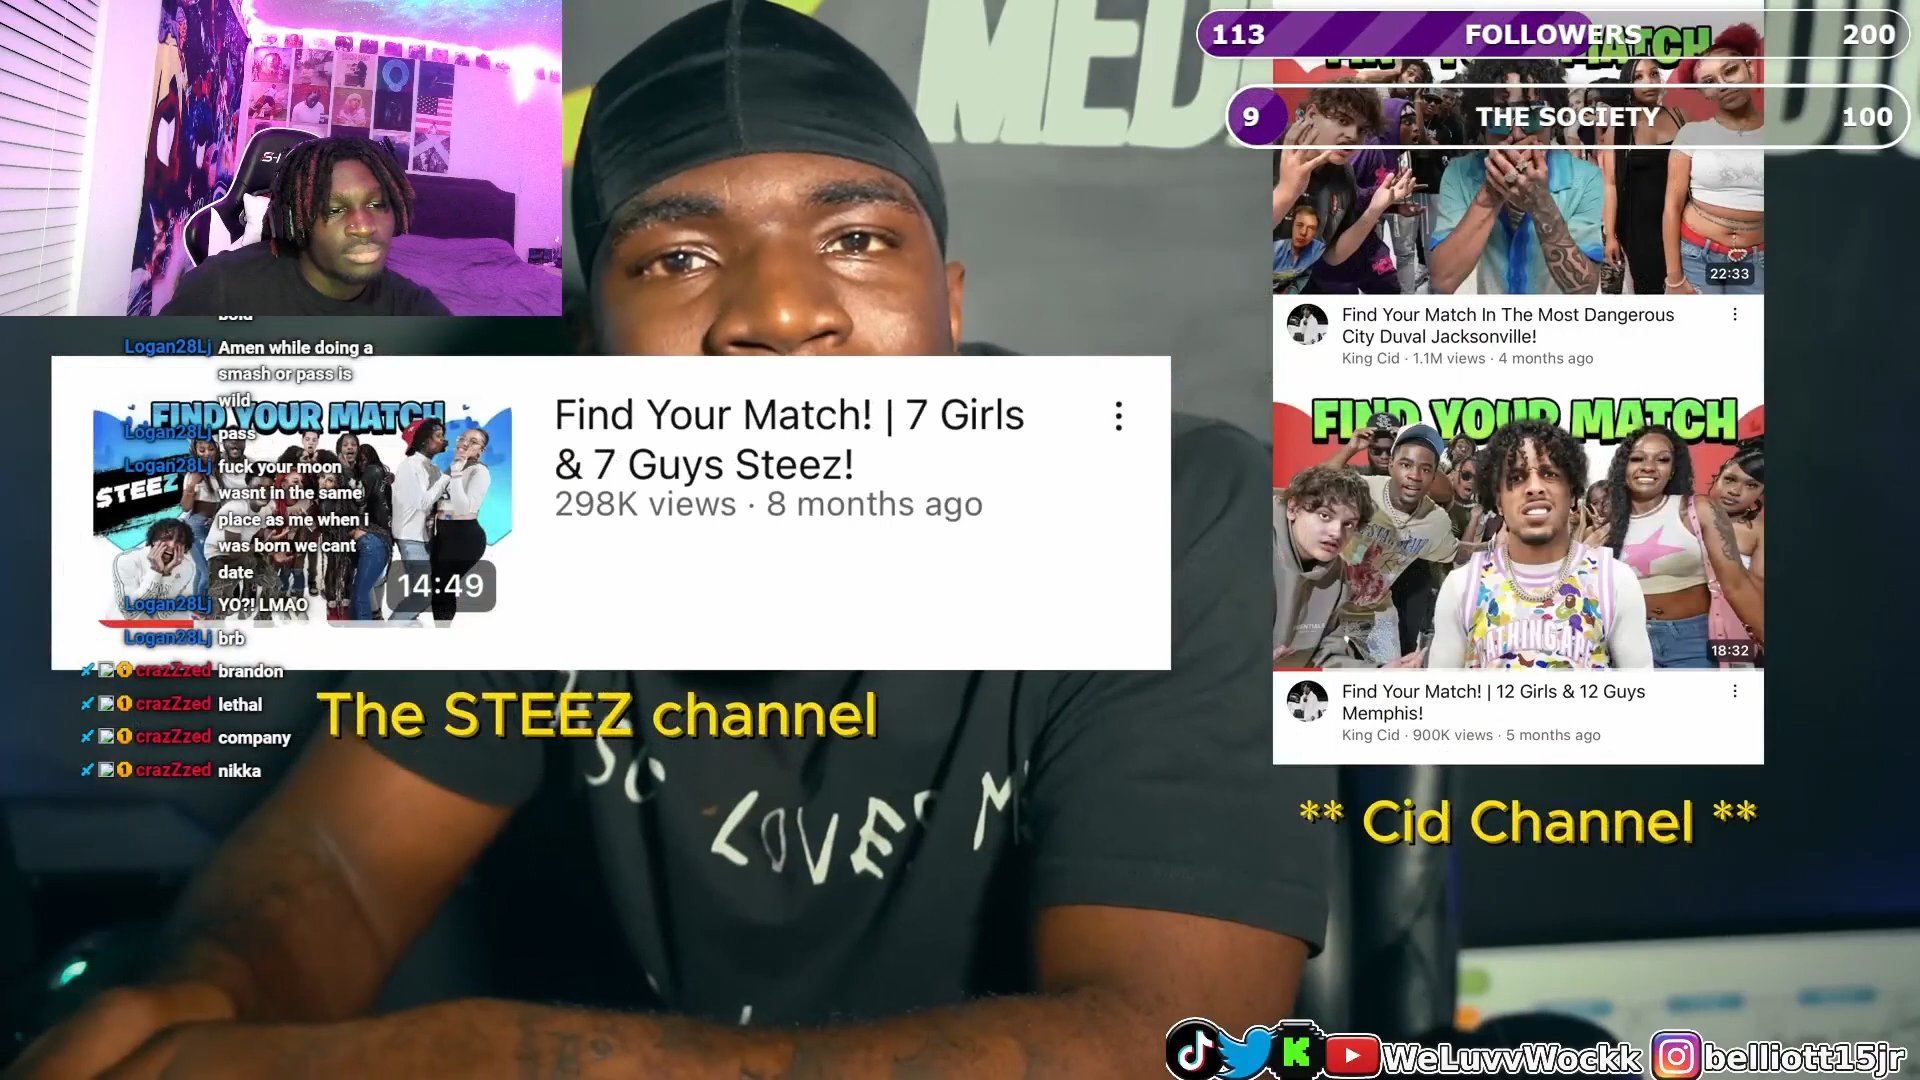 113 FOLLOWERS 200
9 THE SOCIETY 100
MED
22:33
Find Your Match In The Most Dangerous
City Duval Jacksonville!
King Cid · 1.1M views · 4 months ago
FIND YOUR MATCH
18:32
Find Your Match! | 12 Girls & 12 Guys
Memphis!
King Cid · 900K views · 5 months ago
** Cid Channel **
Logan28Lj Amen while doing a
smash or pass is
wild
Logan28Lj pass
Logan28Lj fuck your moon
wasnt in the same
place as me when i
was born we cant
date
Logan28Lj YO?! LMAO
Logan28Lj brb
crazZzed brandon
crazZzed lethal
crazZzed company
crazZzed nikka
FIND YOUR MATCH
STEEZ
14:49
Find Your Match! | 7 Girls
& 7 Guys Steez!
298K views · 8 months ago
The STEEZ channel
SO
LOVES
WeLuvvWockk
belliott15jr